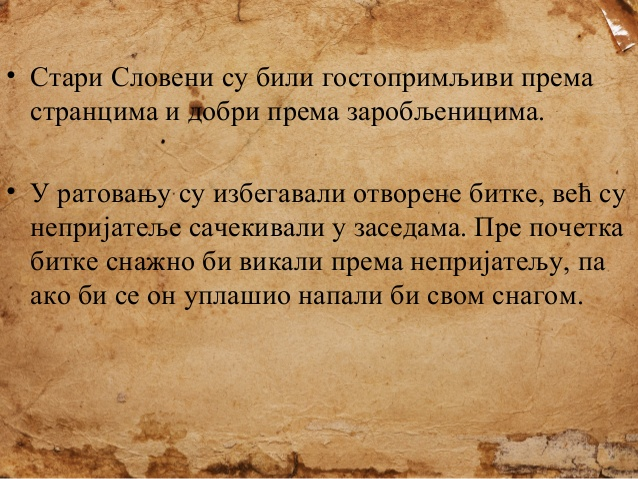 • Стари Словени су били гостопримљиви према
странцима и добри према заробљеницима.
• У ратовању су избегавали отворене битке, већ су
непријатеље сачекивали у заседама. Пре почетка
битке снажно би викали према непријатељу, па
ако би се он уплашио напали би свом снагом.